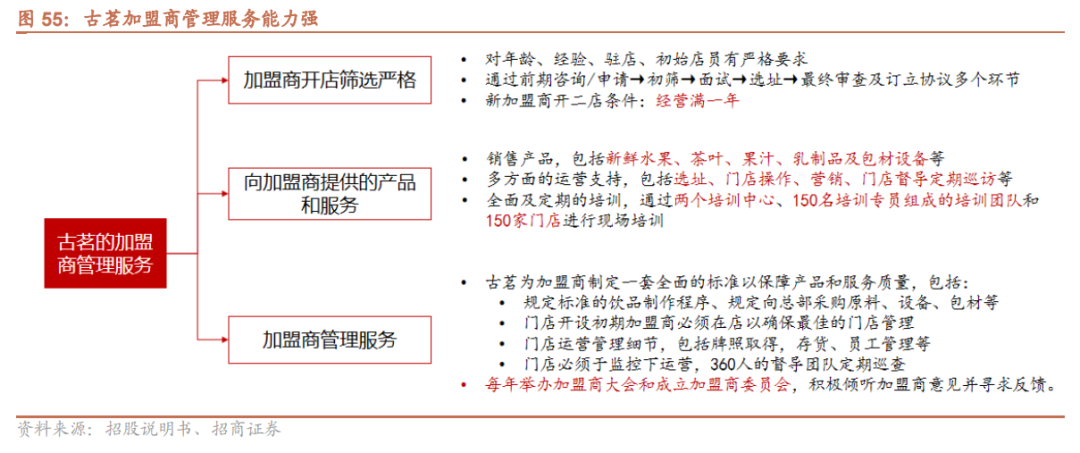 图 55：古茗加盟商管理服务能力强
加盟商开店筛选严格
• 对年龄、经验、驻店、初始店员有严格要求
• 通过前期咨询/申请→初筛→面试→选址→最终审查及订立协议多个环节
• 新加盟商开二店条件：经营满一年
向加盟商提供的产品
和服务
• 销售产品，包括新鲜水果、茶叶、果汁、乳制品及包材设备等
• 多方面的运营支持，包括选址、门店操作、营销、门店督导定期巡访等
• 全面及定期的培训，通过两个培训中心、150名培训专员组成的培训团队和
150家门店进行现场培训
古茗的加盟
商管理服务
加盟商管理服务
• 古茗为加盟商制定一套全面的标准以保障产品和服务质量，包括：
• 规定标准的饮品制作程序、规定向总部采购原料、设备、包材等
• 门店开设初期加盟商必须在店以确保最佳的门店管理
• 门店运营管理细节，包括牌照取得，存货、员工管理等
• 门店必须于监控下运营，360人的督导团队定期巡查
• 每年举办加盟商大会和成立加盟商委员会，积极倾听加盟商意见并寻求反馈。
资料来源：招股说明书、招商证券